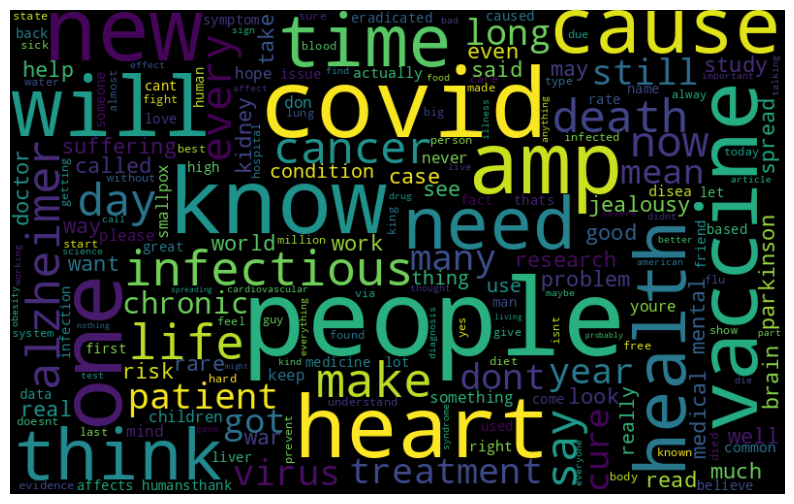 state
back
sick
new
symptom
someone
every
sure
sign
take
eradicated
blood
time
caused
bad
long
cause
due
effect
help
water
almost
fight
cant
human
hope
issue
find
actually
food
even
said
may
still
study
will
love
suffering
best
called
don
lung
covid
made
care
big
type
rate
name
alway
important
talking
death
kidney
hospital
high
cancer
person
never
illness
anything
infected
now
today
spread
vaccine
doctor
getting
without
condition
case
live
amp
mean
article
alzheimer
day
smallpox
know
drug
see
fact
thats
disea
let
jealousy
way
call
please
king
need
secure
didnt
good
better
friend
based
start
science
great
million
world
work
many
research
american
flu
want
infectious
thing
problem
parkinson
working
one
spreading
cardiovascular
via
man
use
youre
maybe
health
mental
brain
obesity
system
infection
nothing
chronic
feel
guy
everything
people
thought
found
diagnosis
yes
give
isnt
living
free
show
part
first
life
rare
kind
medicine
lot
diet
year
probably
medical
die
test
risk
hard
might
keep
make
dont
look
data
patient
something
come
cure
really
died
well
common
real
children
understand
syndrome
used
doesnt
mind
got
war
prevent
heart
right
everyone
say
known
last
gene
liver
body
read
much
think
virus
treatment
believe
evidence
affects
humansthank
affect